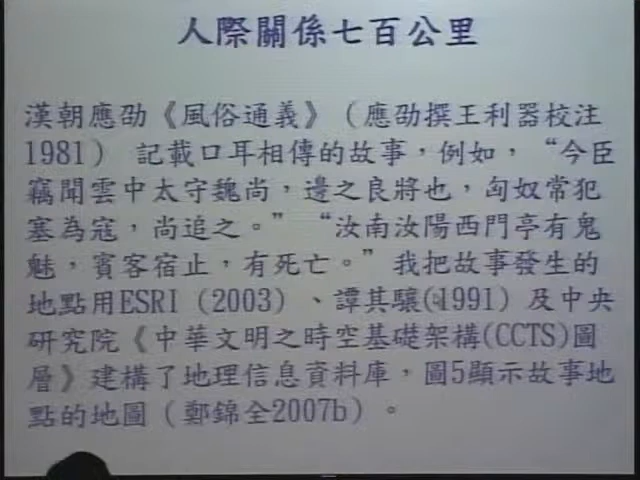 人際關係七百公里
漢朝應劭《風俗通義》（應劭撰王利器校注
1981） 記載口耳相傳的故事，例如，“今臣
竊聞雲中太守魏尚，邊之良將也，匈奴常犯
塞為寇，尚追之。”“汝南汝陽西門亭有鬼
魅，賓客宿止，有死亡。”我把故事發生的
地點用ESRI（2003）、譚其驤(1991）及中央
研究院《中華文明之時空基礎架構(CCTS)圖
層》建構了地理信息資料庫，圖5顯示故事地
點的地圖（鄭錦全2007b）。